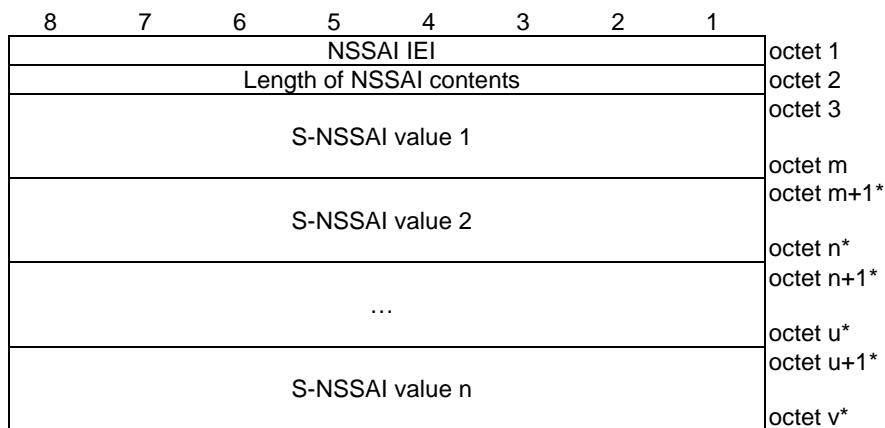 8 7 6 5 4 3 2 1
NSSAI IEI octet 1
Length of NSSAI contents octet 2
octet 3
S-NSSAI value 1
octet m
octet m+1*
S-NSSAI value 2
octet n*
octet n+1*
…
octet u*
octet u+1*
S-NSSAI value n
octet v*